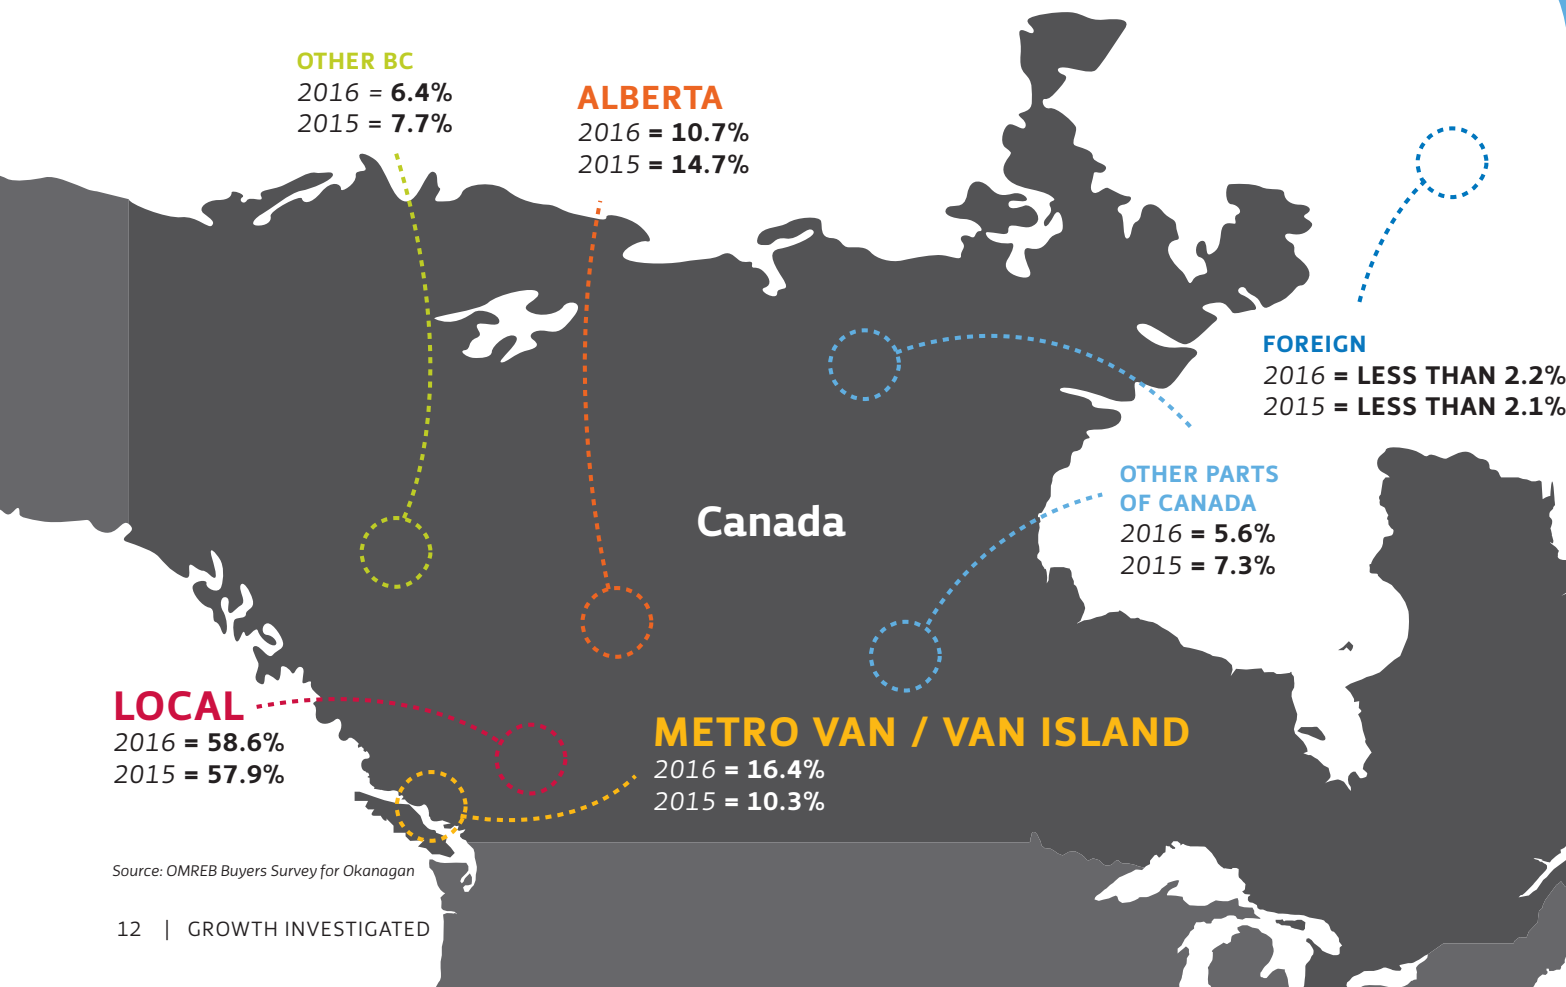 OTHER BC
2016 = 6.4%
2015 = 7.7%
ALBERTA
2016 = 10.7%
2015 = 14.7%
FOREIGN
2016 = LESS THAN 2.2%
2015 = LESS THAN 2.1%
OTHER PARTS
OF CANADA
2016 = 5.6%
2015 = 7.3%
Canada
LOCAL
2016 = 58.6%
2015 = 57.9%
METRO VAN / VAN ISLAND
2016 = 16.4%
2015 = 10.3%
Source: OMREB Buyers Survey for Okanagan
12 | GROWTH INVESTIGATED